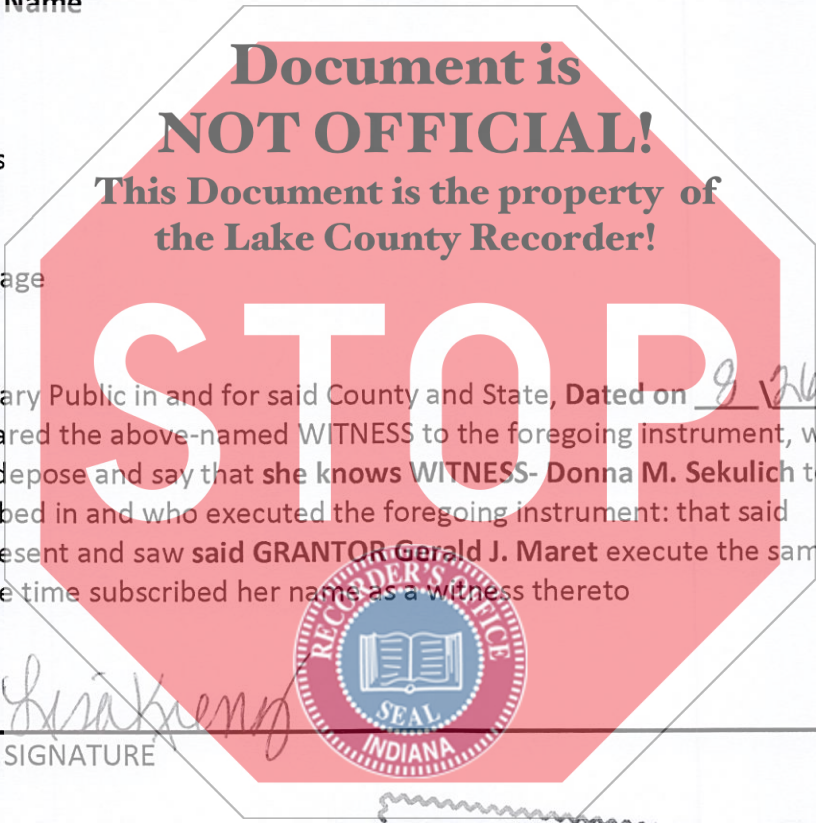 Name
Document is
NOT OFFICIAL!
This Document is the property of
the Lake County Recorder!
s
age
STOP
ary Public in and for said County and State, Dated on 8 \26
ared the above-named WITNESS to the foregoing instrument, w
depose and say that she knows WITNESS- Donna M. Sekulich t
bed in and who executed the foregoing instrument: that said
esent and saw said GRANTOR Gerald J. Maret execute the sam
e time subscribed her name as a witness thereto
RECORDER'S OFFICE
SEAL
INDIANA
SIGNATURE